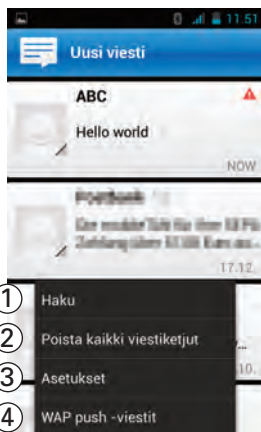 11.51
Uusi viesti
ABC
Hello world
NOW
17.12.
1 Haku
2 Poista kaikki viestiketjut
3 Asetukset
10.
4 WAP push -viestit